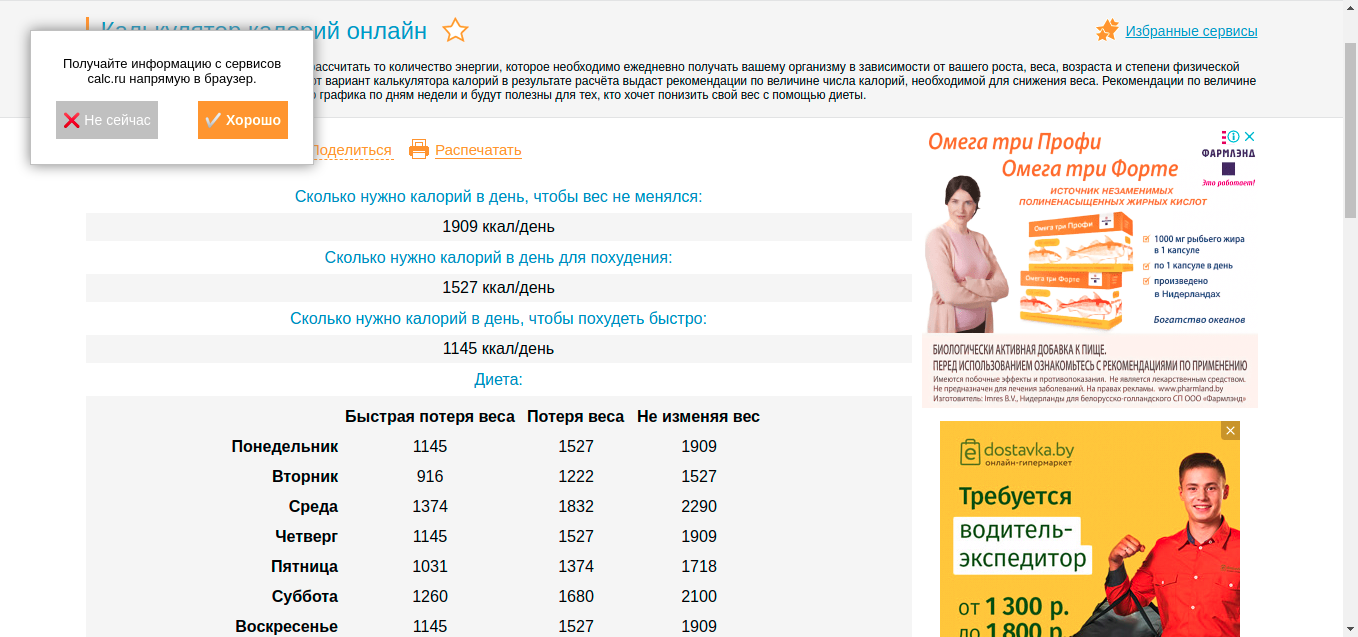 Калькулятор калорий онлайн
Избранные сервисы
Получайте информацию с сервисов
calc.ru напрямую в браузер.
Не сейчас
Хорошо
рассчитать то количество энергии, которое необходимо ежедневно получать вашему организму в зависимости от вашего роста, веса, возраста и степени физической
от вариант калькулятора калорий в результате расчёта выдаст рекомендации по величине числа калорий, необходимой для снижения веса. Рекомендации по величине
графика по дням недели и будут полезны для тех, кто хочет понизить свой вес с помощью диеты.
Поделиться
Распечатать
Сколько нужно калорий в день, чтобы вес не менялся:
1909 ккал/день
Сколько нужно калорий в день для похудения:
1527 ккал/день
Сколько нужно калорий в день, чтобы похудеть быстро:
1145 ккал/день
Диета:
Быстрая потеря веса Потеря веса Не изменяя вес
Понедельник 1145 1527 1909
Вторник 916 1222 1527
Среда 1374 1832 2290
Четверг 1145 1527 1909
Пятница 1031 1374 1718
Суббота 1260 1680 2100
Воскресенье 1145 1527 1909
Омега три Профи
Омега три Форте
ФАРМЛЭНД
Это работает!
ИСТОЧНИК НЕЗАМЕНИМЫХ
ПОЛИНЕНАСЫЩЕННЫХ ЖИРНЫХ КИСЛОТ
Омега три Профи
Омега три Форте
1000 мг рыбьего жира
в 1 капсуле
по 1 капсуле в день
произведено
в Нидерландах
Богатство океанов
БИОЛОГИЧЕСКИ АКТИВНАЯ ДОБАВКА К ПИЩЕ.
ПЕРЕД ИСПОЛЬЗОВАНИЕМ ОЗНАКОМЬТЕСЬ С РЕКОМЕНДАЦИЯМИ ПО ПРИМЕНЕНИЮ
Имеются побочные эффекты и противопоказания. Не является лекарственным средством.
Не предназначен для лечения заболеваний. На правах рекламы. www.pharmland.by
Изготовитель: Imres B.V., Нидерланды для белорусско-голландского СП ООО «Фармлэнд»
e dostavka.by
онлайн-гипермаркет
Требуется
водитель-
экспедитор
от 1 300 р.
до 1 800 р.